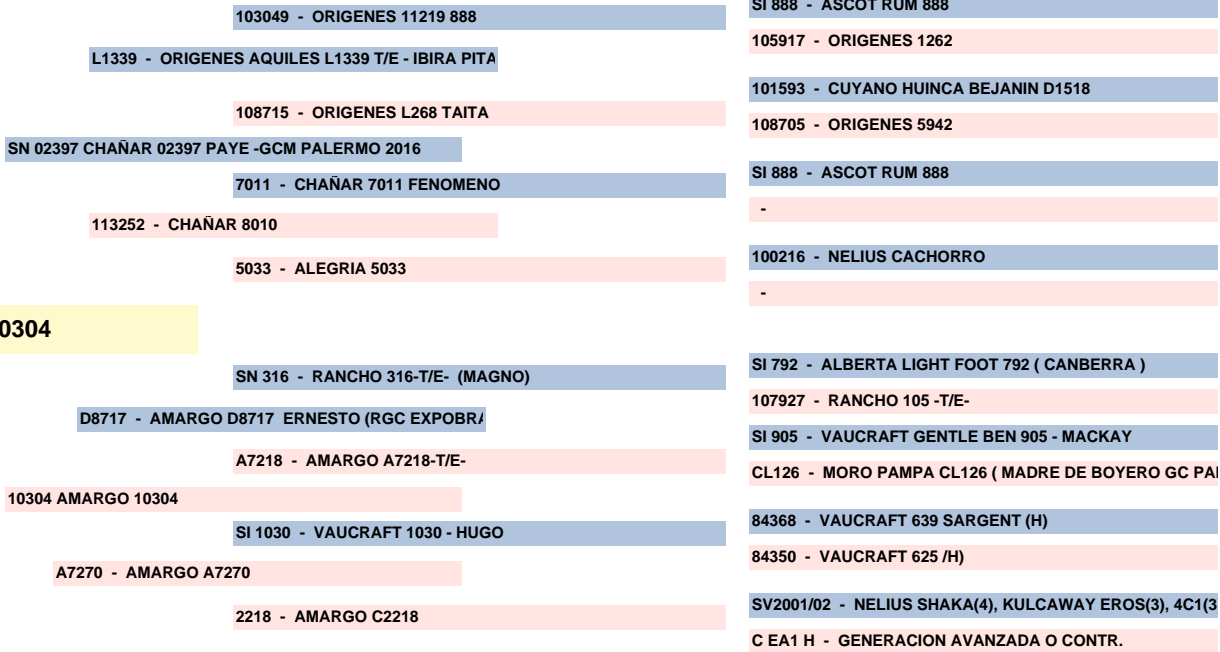 SI 888 - ASCOT RUM 888
103049 - ORIGENES 11219 888
105917 - ORIGENES 1262
L1339 - ORIGENES AQUILES L1339 T/E - IBIRA PITA
101593 - CUYANO HUINCA BEJANIN D1518
108715 - ORIGENES L268 TAITA
108705 - ORIGENES 5942
SN 02397 CHAÑAR 02397 PAYE -GCM PALERMO 2016
SI 888 - ASCOT RUM 888
7011 - CHAÑAR 7011 FENOMENO
-
113252 - CHAÑAR 8010
100216 - NELIUS CACHORRO
5033 - ALEGRIA 5033
-
0304
SI 792 - ALBERTA LIGHT FOOT 792 ( CANBERRA )
SN 316 - RANCHO 316-T/E- (MAGNO)
107927 - RANCHO 105 -T/E-
D8717 - AMARGO D8717 ERNESTO (RGC EXPOBRA
SI 905 - VAUCRAFT GENTLE BEN 905 - MACKAY
A7218 - AMARGO A7218-T/E-
CL126 - MORO PAMPA CL126 ( MADRE DE BOYERO GC PAL
10304 AMARGO 10304
84368 - VAUCRAFT 639 SARGENT (H)
SI 1030 - VAUCRAFT 1030 - HUGO
84350 - VAUCRAFT 625 /H)
A7270 - AMARGO A7270
SV2001/02 - NELIUS SHAKA(4), KULCAWAY EROS(3), 4C1(3
2218 - AMARGO C2218
C EA1 H - GENERACION AVANZADA O CONTR.